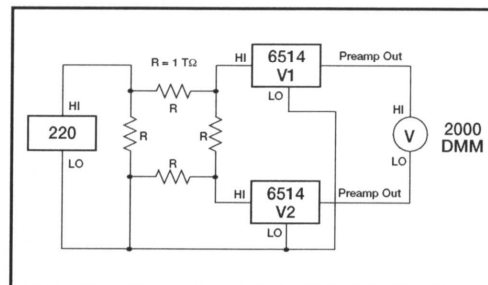 R = 1 TΩ
HI
6514
V1
Preamp Out
LO
R
HI
220
LO
R
R
R
HI
V
LO
2000
DMM
HI
6514
V2
Preamp Out
LO